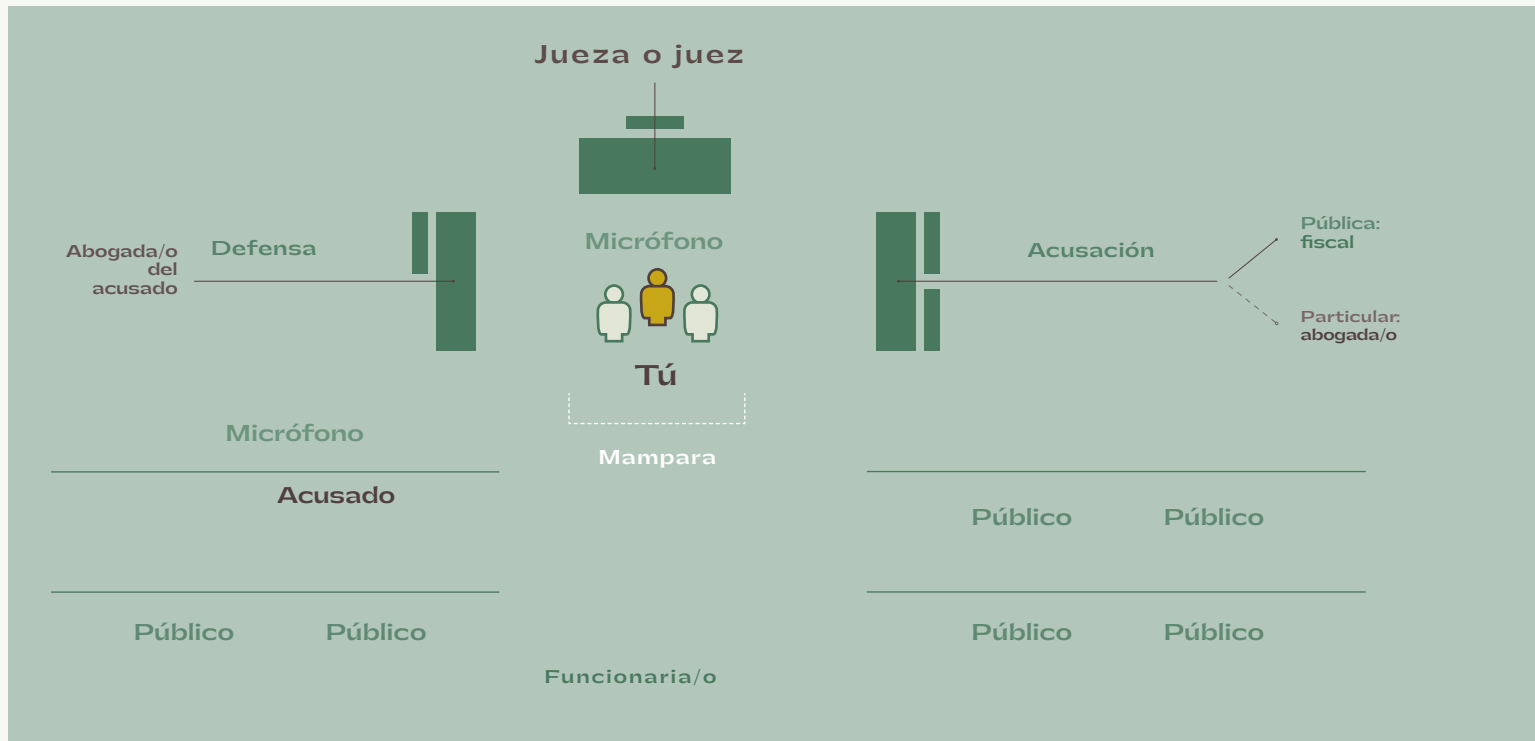 Jueza o juez
Abogada/o
del
acusado
Defensa
Micrófono
Acusación
Pública:
fiscal
Particular:
abogada/o
Tú
Micrófono
Mampara
Acusado
Público
Público
Público
Público
Público
Público
Funcionaria/o